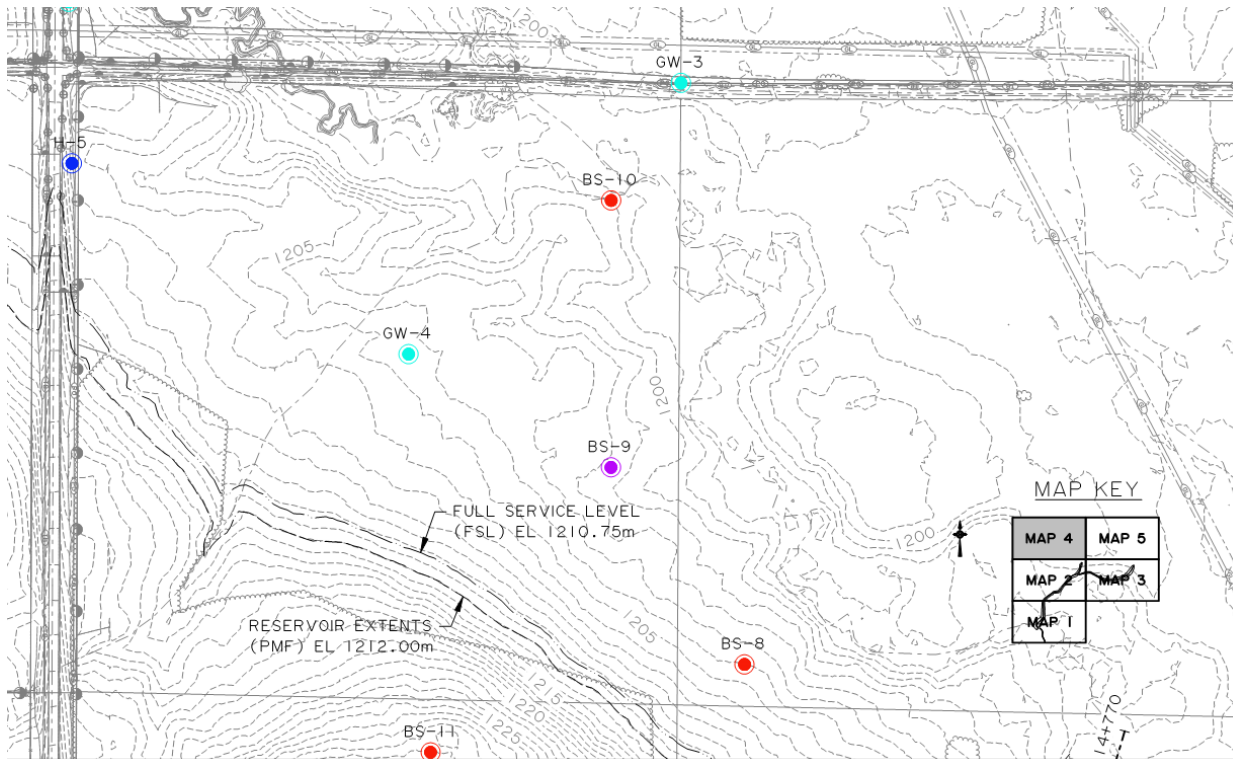 1200
GW-3
H-5
BS-10
1205
GW-4
1200
BS-9
MAP KEY
FULL SERVICE LEVEL
(FSL) EL 1210.75m
1200
MAP 4
MAP 5
MAP 2
MAP 3
MAP 1
RESERVOIR EXTENTS
(PMF) EL 1212.00m
1205
BS-8
1215
1220
1225
BS-11
14+770